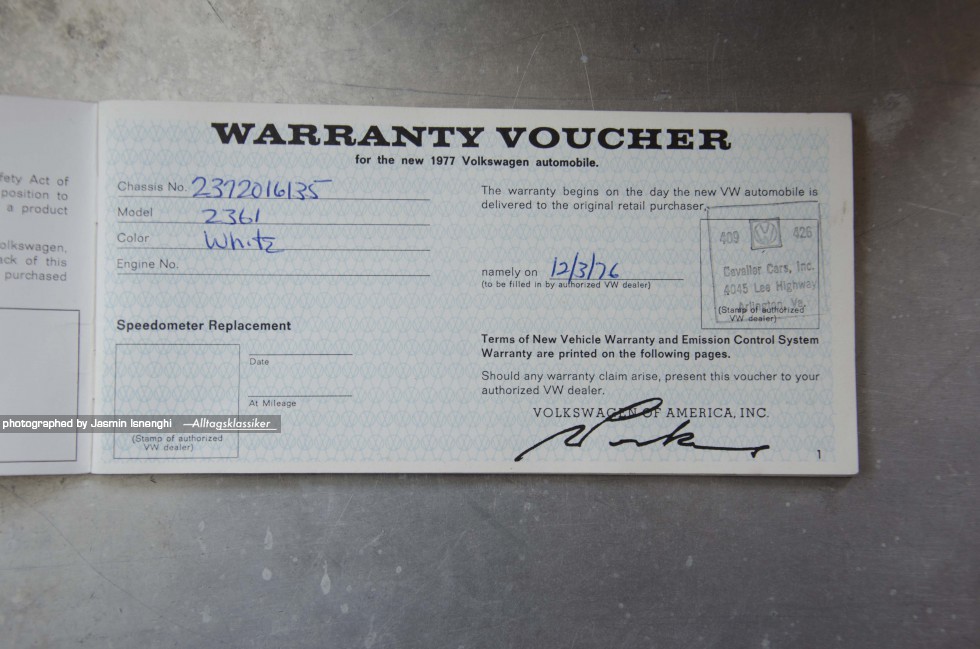 fety Act of
position to
a product
olkswagen,
ack of this
purchased
WARRANTY VOUCHER
for the new 1977 Volkswagen automobile.
Chassis No. 2372016135
Model 2361
Color White
Engine No.
Speedometer Replacement
Date
At Mileage
(Stamp of authorized
VW dealer)
The warranty begins on the day the new VW automobile is
delivered to the original retail purchaser,
409 426
Cavalier Cars, Inc.
4045 Lee Highway
Arlington, Va.
(Stamp of authorized
VW dealer)
namely on 12/3/76
(to be filled in by authorized VW dealer)
Terms of New Vehicle Warranty and Emission Control System
Warranty are printed on the following pages.
Should any warranty claim arise, present this voucher to your
authorized VW dealer.
VOLKSWAGEN OF AMERICA, INC.
1
photographed by Jasmin Isnenghi —Alltagsklassiker